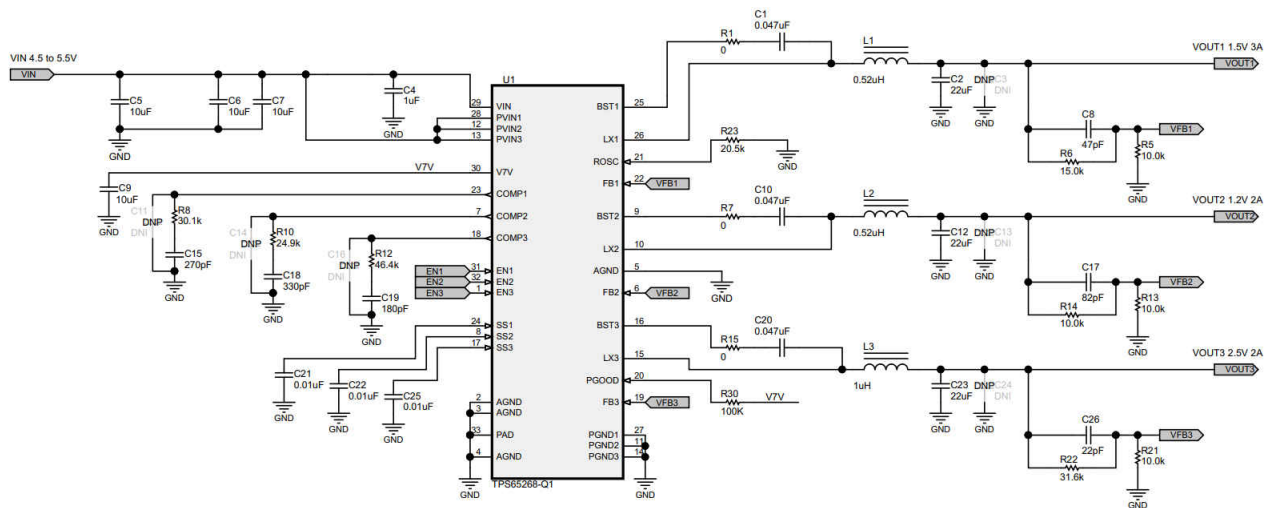 VIN 4.5 to 5.5V
VIN
C5
10uF
GND
C6
10uF
C7
10uF
C4
1uF
GND
V7V
C9
10uF
GND
C11
DNP
DNI
R8
30.1k
C15
270pF
GND
C14
DNP
DNI
R10
24.9k
C18
330pF
GND
C16
DNP
DNI
R12
46.4k
C19
180pF
GND
EN1
EN2
EN3
C21
0.01uF
GND
C22
0.01uF
GND
C25
0.01uF
GND
GND
U1
29 VIN
28 PVIN1
12 PVIN2
13 PVIN3
30 V7V
23 COMP1
7 COMP2
18 COMP3
31 EN1
32 EN2
1 EN3
24 SS1
8 SS2
17 SS3
2 AGND
3 AGND
33 PAD
4 AGND
BST1 25
LX1 26
ROSC 21
FB1 22
BST2 9
LX2 10
AGND 5
FB2 6
BST3 16
LX3 15
PGOOD 20
FB3 19
PGND1 27
PGND2 11
PGND3 14
TPS65268-Q1
GND
R1
0
C1
0.047uF
L1
0.52uH
C2
22uF
GND
DNP
C3
DNI
GND
VOUT1 1.5V 3A
VOUT1
C8
47pF
R6
15.0k
VFB1
R5
10.0k
GND
R23
20.5k
GND
VFB1
R7
0
C10
0.047uF
L2
0.52uH
C12
22uF
GND
DNP
C13
DNI
GND
VOUT2 1.2V 2A
VOUT2
C17
82pF
R14
10.0k
VFB2
R13
10.0k
GND
GND
VFB2
R15
0
C20
0.047uF
L3
1uH
C23
22uF
GND
DNP
C24
DNI
GND
VOUT3 2.5V 2A
VOUT3
C26
22pF
R22
31.6k
VFB3
R21
10.0k
GND
R30
100K
V7V
VFB3